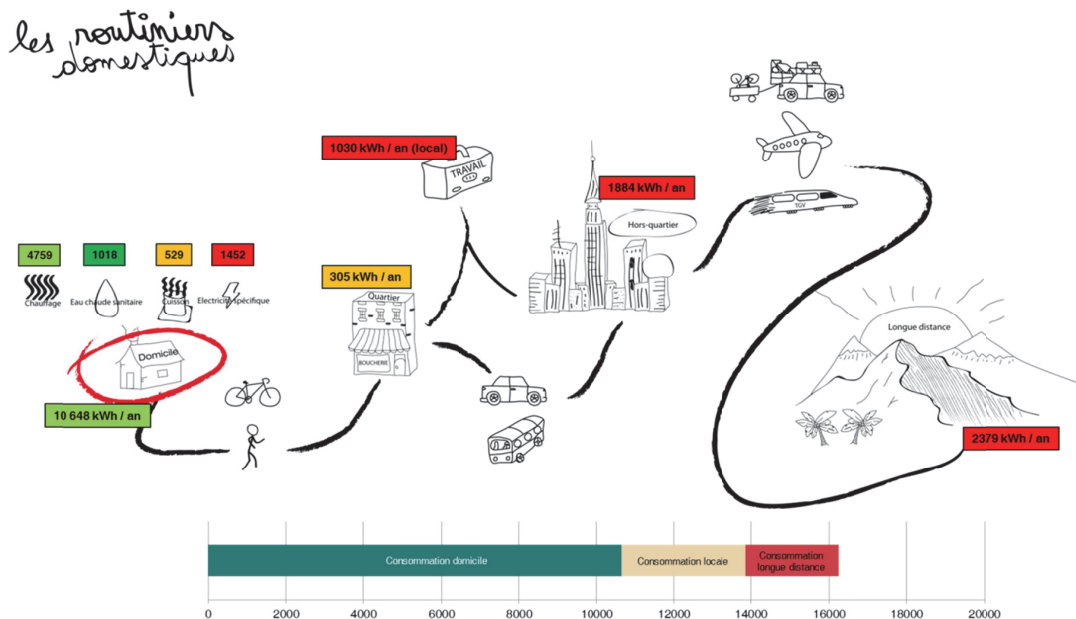 les routiniers
domestiques
1030 kWh / an (local)
TRAVAIL
1884 kWh / an
Hors-quartier
TGV
4759
1018
529
1452
Chauffage
Eau chaude sanitaire
Cuisson
Electricité spécifique
305 kWh / an
Quartier
BOUCHERIE
Domicile
10 648 kWh / an
Longue distance
2379 kWh / an
Consommation domicile
Consommation locale
Consommation
longue distance
0
2000
4000
6000
8000
10000
12000
14000
16000
18000
20000